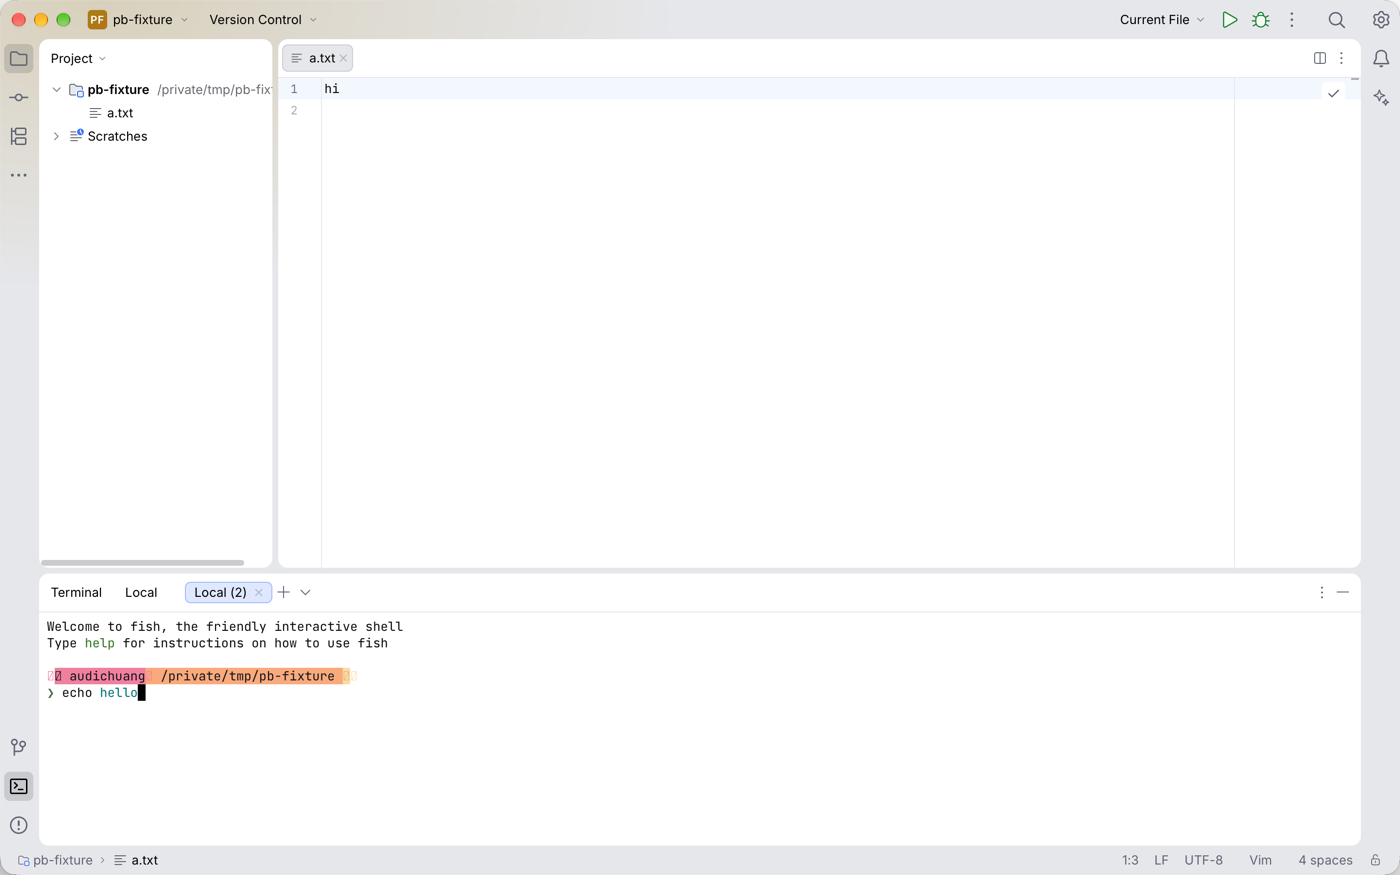 PF pb-fixture Version Control Current File
Project
a.txt
pb-fixture /private/tmp/pb-fix
a.txt
Scratches
1 hi
2
Terminal Local Local (2)
Welcome to fish, the friendly interactive shell
Type help for instructions on how to use fish
audichuang /private/tmp/pb-fixture
❯ echo hello
pb-fixture › a.txt 1:3 LF UTF-8 Vim 4 spaces